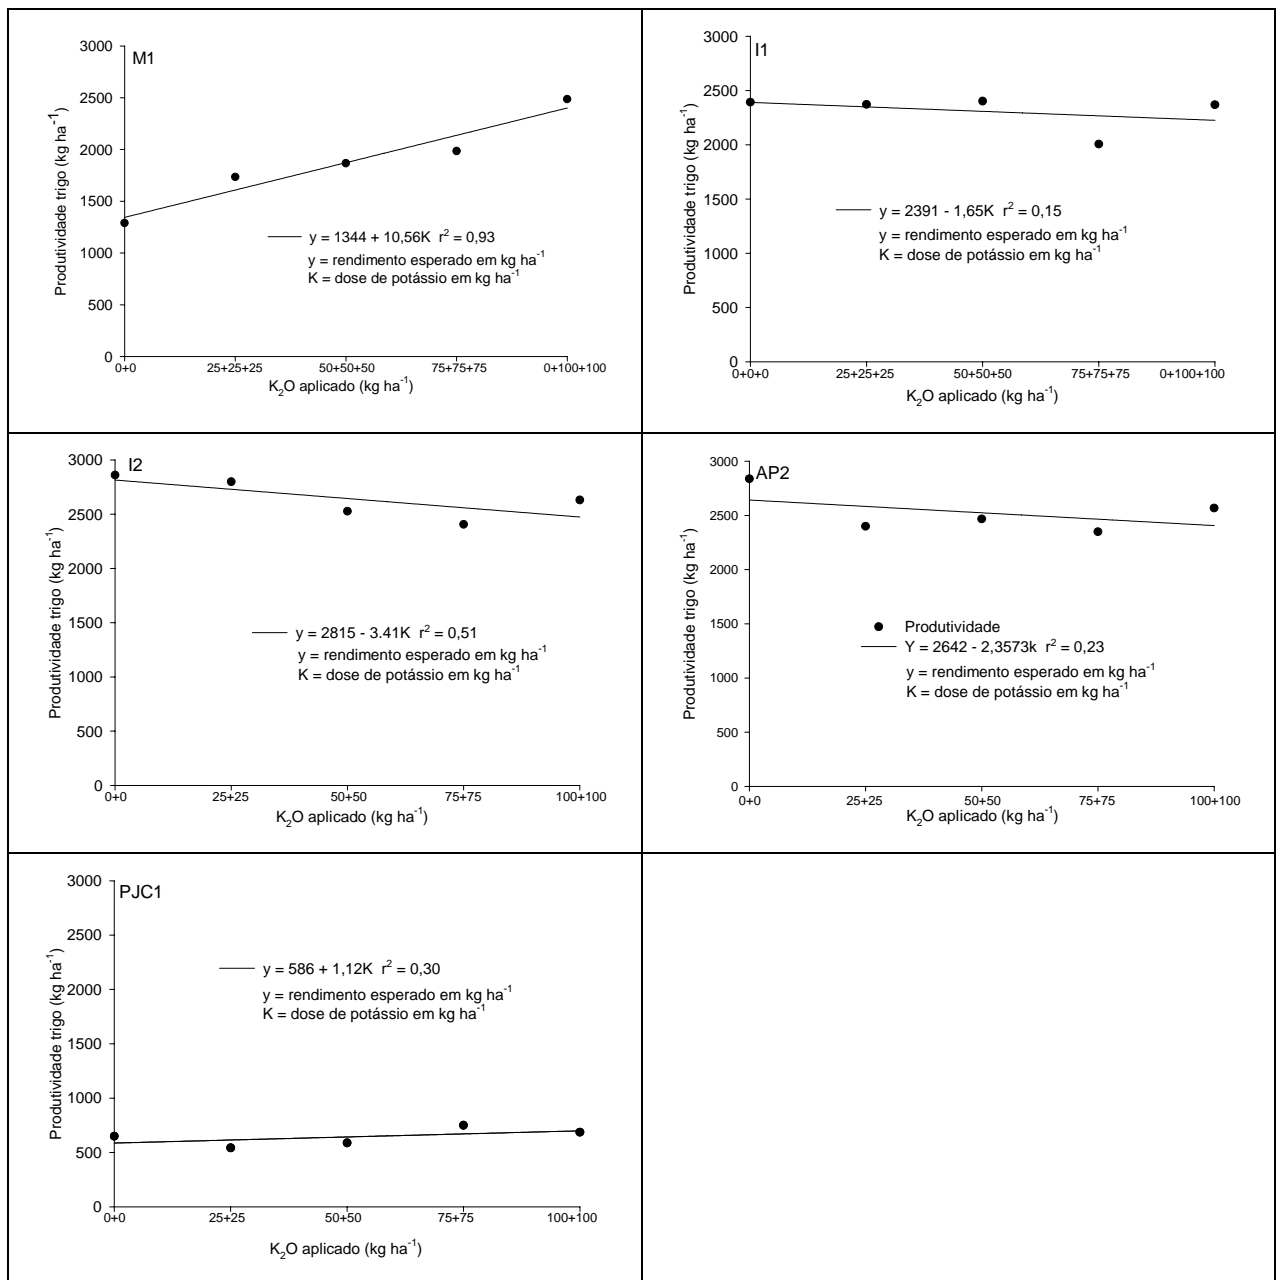 M1
3000
2500
2000
1500
1000
500
0
Produtividade trigo (kg ha-1)
y = 1344 + 10,56K r2 = 0,93
y = rendimento esperado em kg ha-1
K = dose de potássio em kg ha-1
0+0 25+25+25 50+50+50 75+75+75 0+100+100
K2O aplicado (kg ha-1)
I1
3000
2500
2000
1500
1000
500
0
Produtividade trigo (kg ha-1)
y = 2391 - 1,65K r2 = 0,15
y = rendimento esperado em kg ha-1
K = dose de potássio em kg ha-1
0+0+0 25+25+25 50+50+50 75+75+75 0+100+100
K2O aplicado (kg ha-1)
I2
3000
2500
2000
1500
1000
500
0
Produtividade trigo (kg ha-1)
y = 2815 - 3.41K r2 = 0,51
y = rendimento esperado em kg ha-1
K = dose de potássio em kg ha-1
0+0 25+25 50+50 75+75 100+100
K2O aplicado (kg ha-1)
AP2
3000
2500
2000
1500
1000
500
0
Produtividade trigo (kg ha-1)
Produtividade
Y = 2642 - 2,3573k r2 = 0,23
y = rendimento esperado em kg ha-1
K = dose de potássio em kg ha-1
0+0 25+25 50+50 75+75 100+100
K2O aplicado (kg ha-1)
PJC1
3000
2500
2000
1500
1000
500
0
Produtividade trigo (kg ha-1)
y = 586 + 1,12K r2 = 0,30
y = rendimento esperado em kg ha-1
K = dose de potássio em kg ha-1
0+0 25+25 50+50 75+75 100+100
K2O aplicado (kg ha-1)